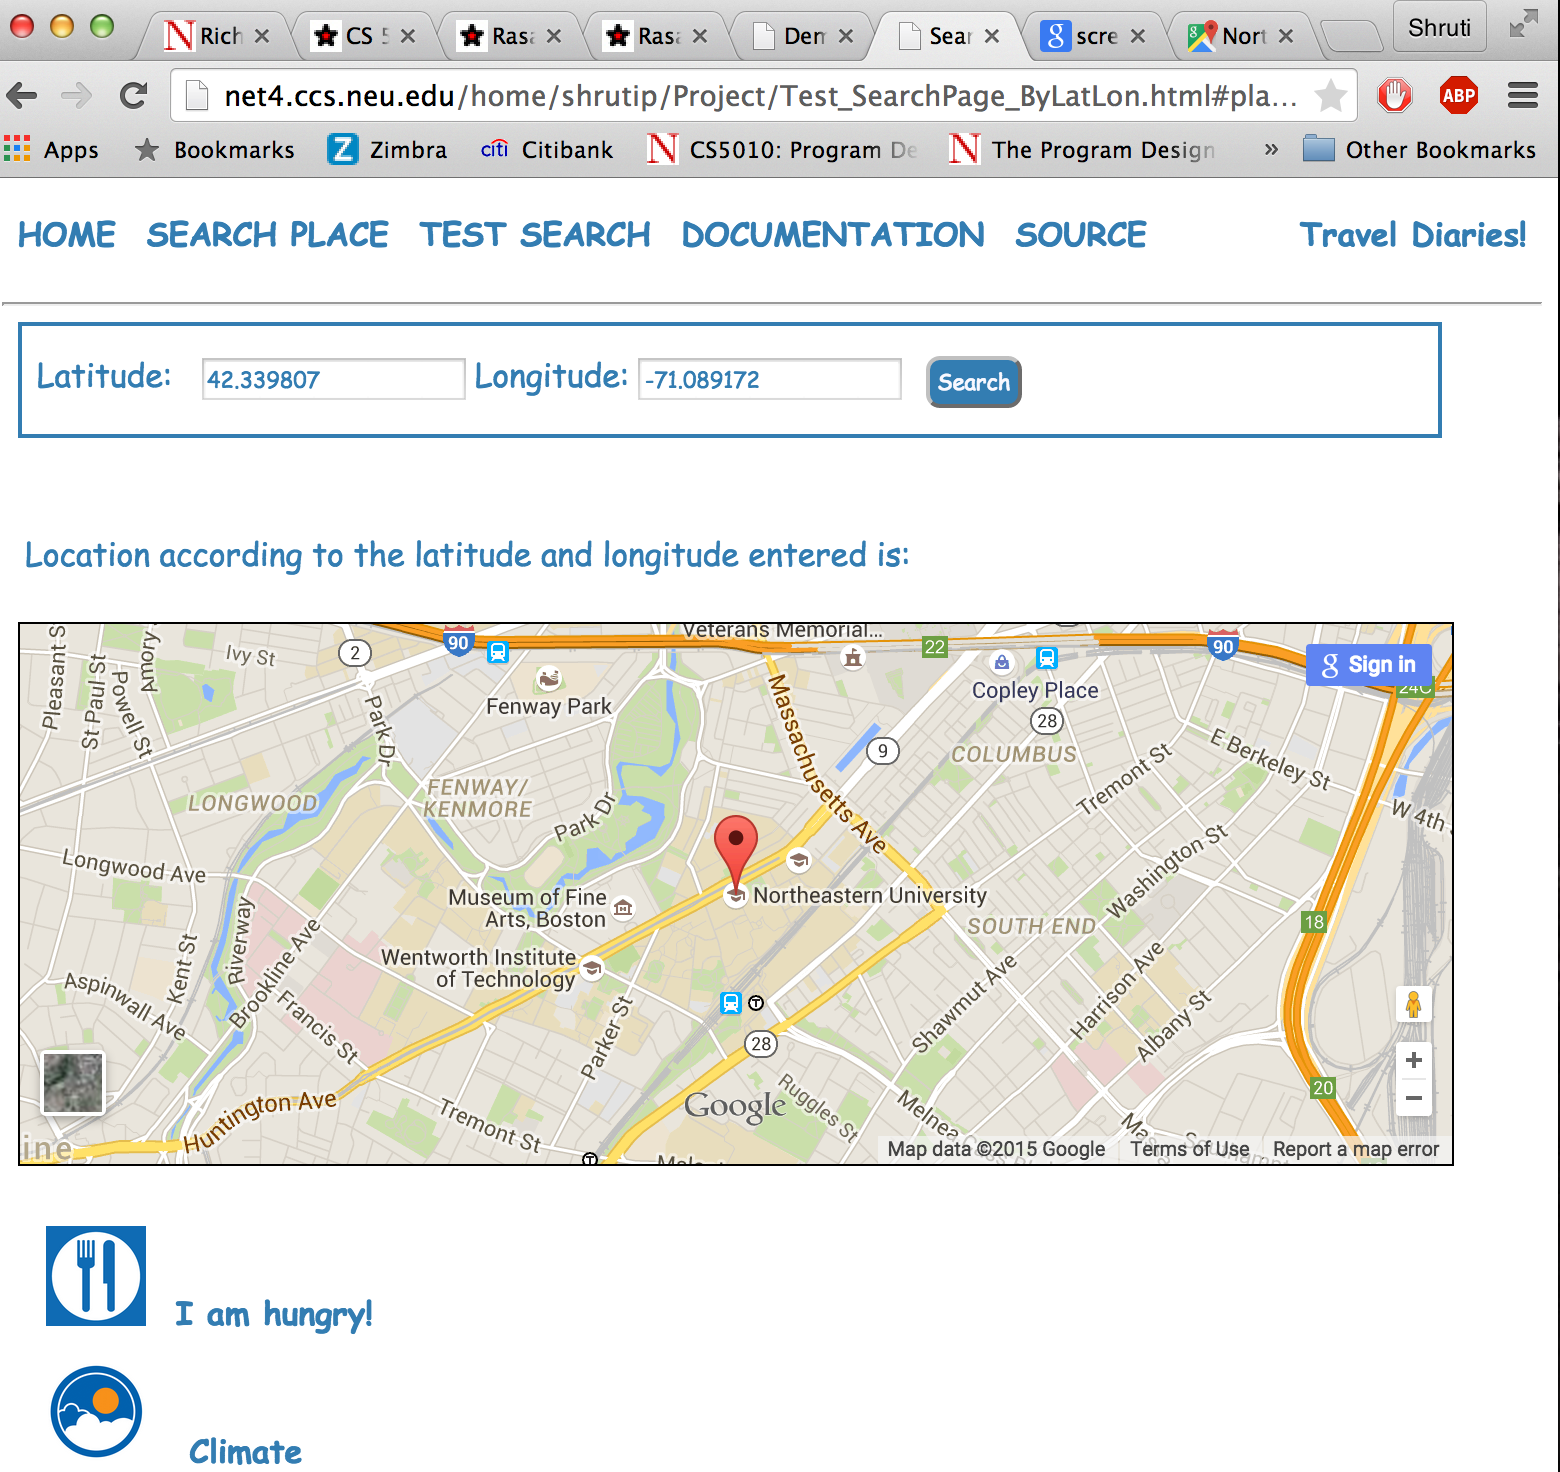 Rich
CS 5
Rasa
Rasa
Dem
Sear
scre
Nort
Shruti
net4.ccs.neu.edu/home/shrutip/Project/Test_SearchPage_ByLatLon.html#pla...
ABP
Apps Bookmarks Zimbra citi Citibank CS5010: Program De The Program Design » Other Bookmarks
HOME SEARCH PLACE TEST SEARCH DOCUMENTATION SOURCE Travel Diaries!
Latitude: 42.339807 Longitude: -71.089172 Search
Location according to the latitude and longitude entered is:
Pleasant S
St Paul St
Powell St
Amory
Ivy St
2
90
Veterans Memorial...
22
90
g Sign in
24C
Fenway Park
Copley Place
28
Park Dr
Massachusetts Ave
9
COLUMBUS
E Berkeley St
Tremont St
W 4th
LONGWOOD
FENWAY/
KENMORE
Park Dr
Longwood Ave
Museum of Fine
Arts, Boston
Northeastern University
Washington St
SOUTH END
18
Riverway
Kent St
Brookline Ave
Wentworth Institute
of Technology
Aspinwall Ave
Francis St
Parker St
T
28
Shawmut Ave
Harrison Ave
Albany St
20
Huntington Ave
Tremont St
Google
Ruggles St
Melnea Cass
ine
T
Map data ©2015 Google Terms of Use Report a map error
I am hungry!
Climate